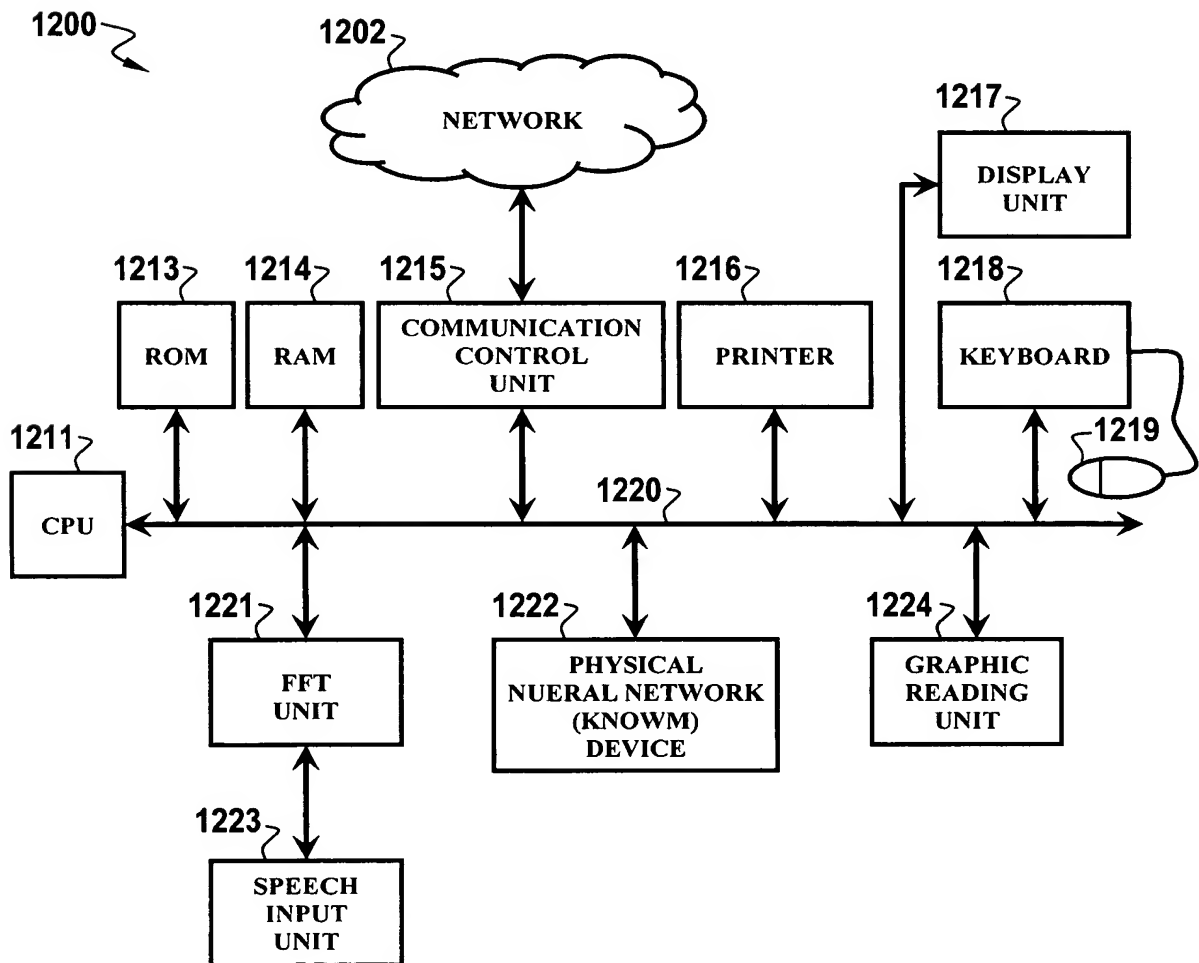 1200
1202
NETWORK
1217
DISPLAY
UNIT
1213
ROM
1214
RAM
1215
COMMUNICATION
CONTROL
UNIT
1216
PRINTER
1218
KEYBOARD
1219
1211
CPU
1220
1221
FFT
UNIT
1222
PHYSICAL
NUERAL NETWORK
(KNOWM)
DEVICE
1224
GRAPHIC
READING
UNIT
1223
SPEECH
INPUT
UNIT